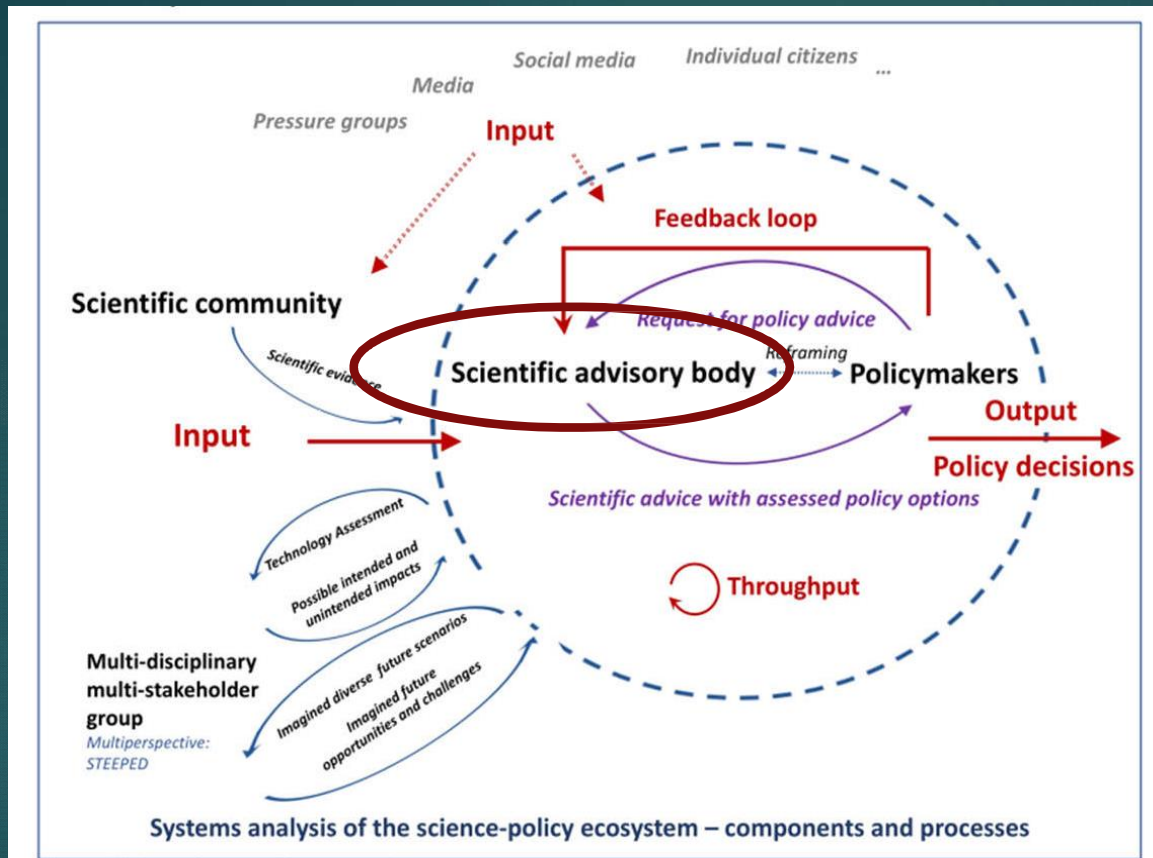 Social media
Individual citizens
...
Media
Pressure groups
Input
Feedback loop
Scientific community
Request for policy advice
Scientific evidence
Scientific advisory body
Reframing
Policymakers
Input
Output
Policy decisions
Scientific advice with assessed policy options
Technology Assessment
Possible intended and
unintended impacts
Throughput
Multi-disciplinary
multi-stakeholder
group
Multiperspective:
STEEPED
Imagined diverse future scenarios
Imagined future
opportunities and challenges
Systems analysis of the science-policy ecosystem – components and processes